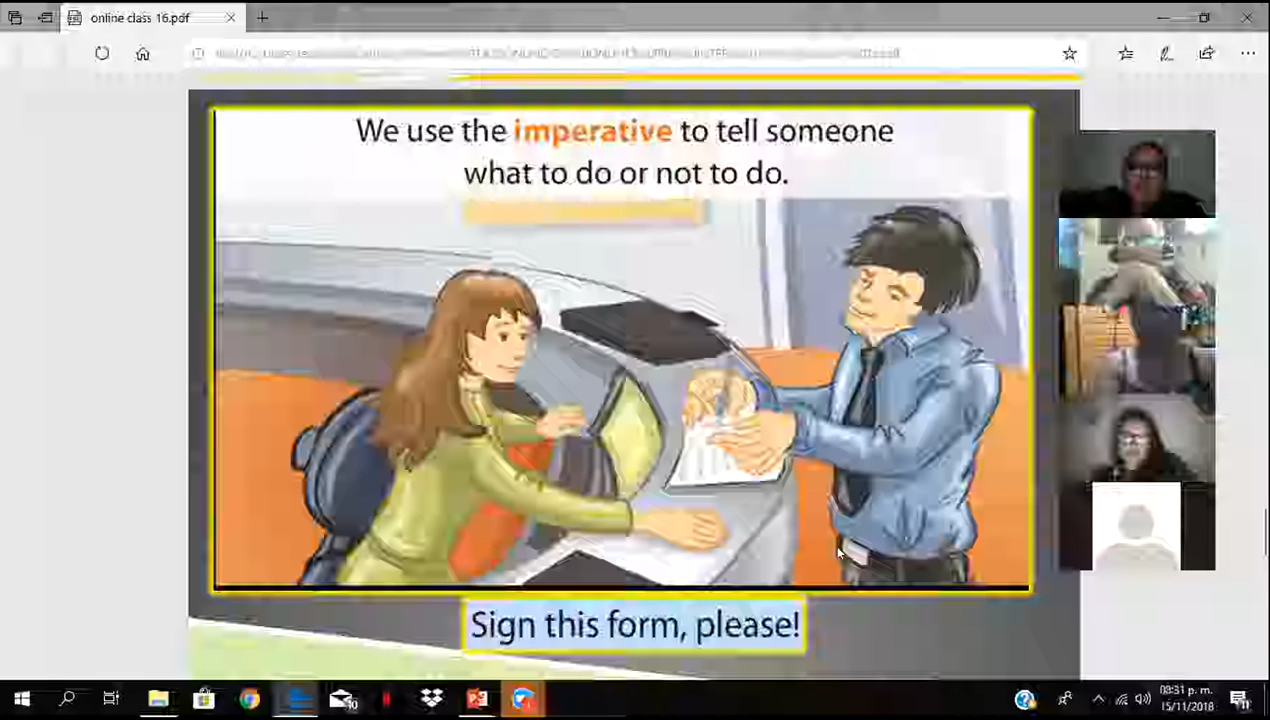 online class 16.pdf
We use the imperative to tell someone
what to do or not to do.
Sign this form, please!
08:31 p. m.
15/11/2018